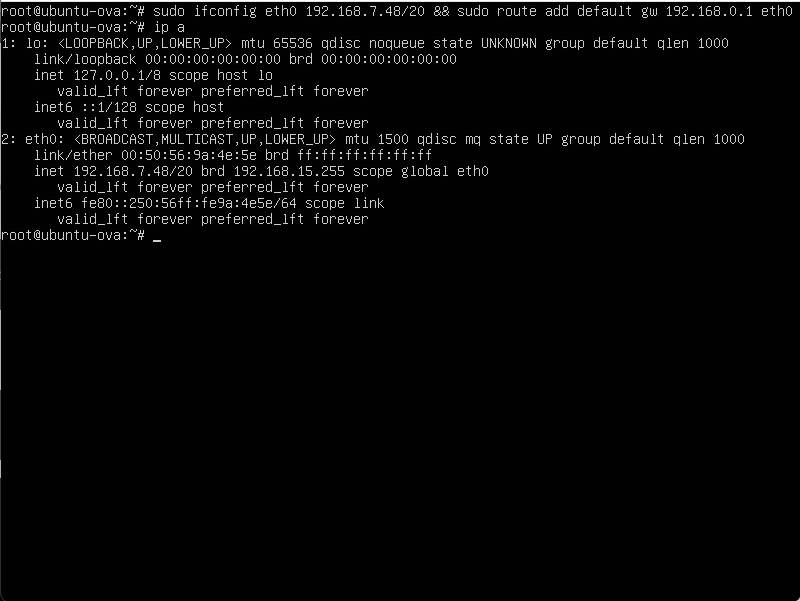 root@ubuntu-ova:~# sudo ifconfig eth0 192.168.7.48/20 && sudo route add default gw 192.168.0.1 eth0
root@ubuntu-ova:~# ip a
1: lo: <LOOPBACK,UP,LOWER_UP> mtu 65536 qdisc noqueue state UNKNOWN group default qlen 1000
    link/loopback 00:00:00:00:00:00 brd 00:00:00:00:00:00
    inet 127.0.0.1/8 scope host lo
       valid_lft forever preferred_lft forever
    inet6 ::1/128 scope host
       valid_lft forever preferred_lft forever
2: eth0: <BROADCAST,MULTICAST,UP,LOWER_UP> mtu 1500 qdisc mq state UP group default qlen 1000
    link/ether 00:50:56:9a:4e:5e brd ff:ff:ff:ff:ff:ff
    inet 192.168.7.48/20 brd 192.168.15.255 scope global eth0
       valid_lft forever preferred_lft forever
    inet6 fe80::250:56ff:fe9a:4e5e/64 scope link
       valid_lft forever preferred_lft forever
root@ubuntu-ova:~# _